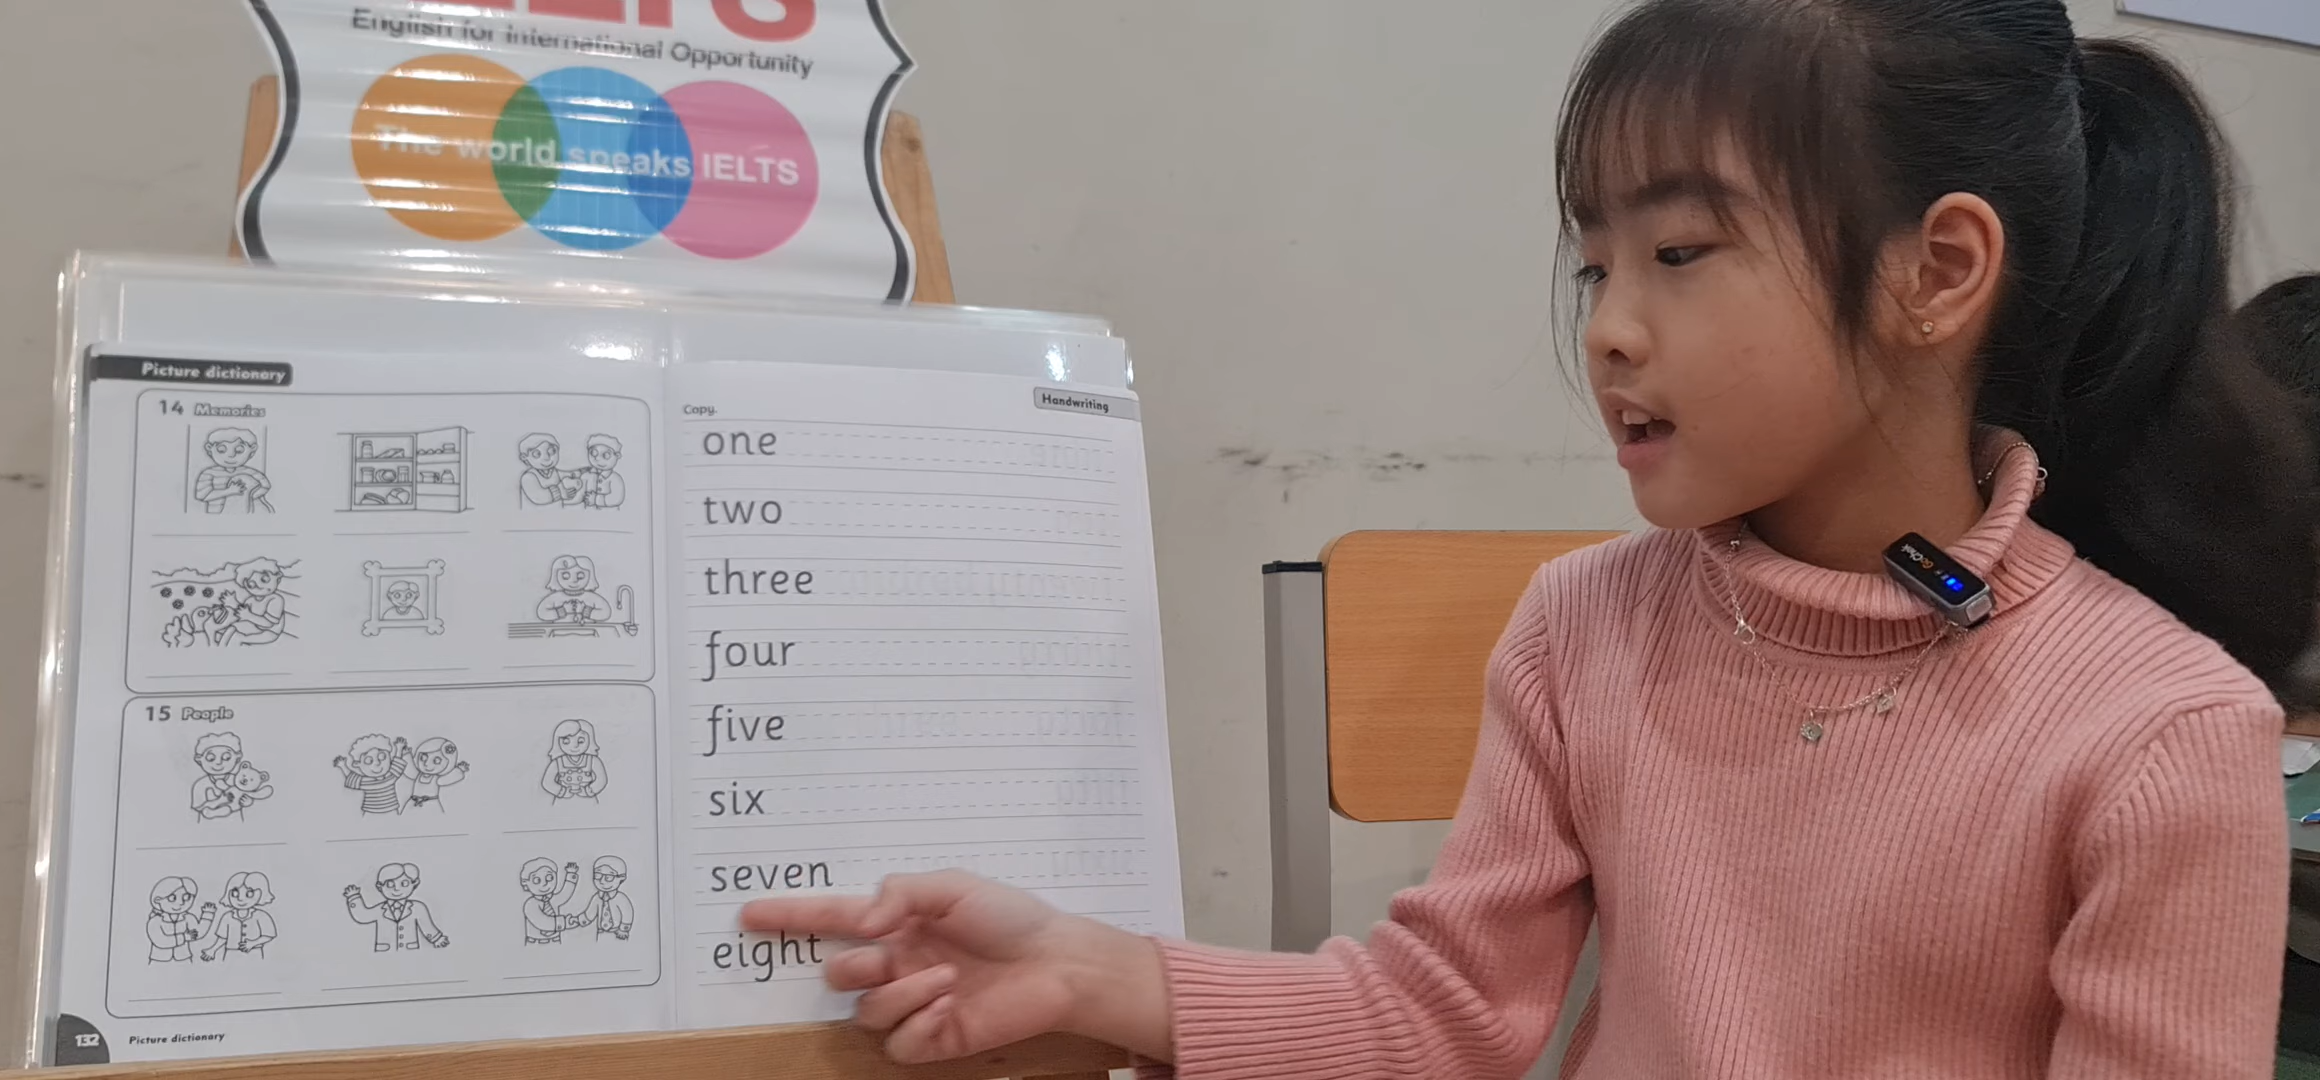 English for International Opportunity
The world speaks IELTS
Picture dictionary
14 Memories
15 People
132 Picture dictionary
Handwriting
Copy.
one
two
three
four
five
six
seven
eight